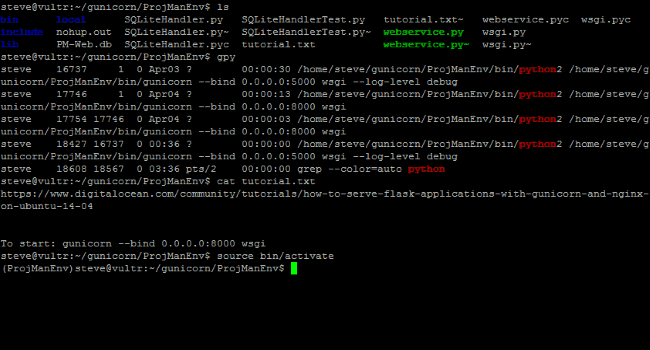 steve@vultr:~/gunicorn/ProjManEnv$ ls
bin      local      SQLiteHandler.py   SQLiteHandlerTest.py   tutorial.txt~   webservice.pyc  wsgi.pyc
include  nohup.out  SQLiteHandler.py~  SQLiteHandlerTest.py~  webservice.py   wsgi.py
lib      PM-Web.db  SQLiteHandler.pyc  tutorial.txt           webservice.py~  wsgi.py~
steve@vultr:~/gunicorn/ProjManEnv$ gpy
steve    16737     1  0 Apr03 ?        00:00:30 /home/steve/gunicorn/ProjManEnv/bin/python2 /home/steve/g
unicorn/ProjManEnv/bin/gunicorn --bind 0.0.0.0:5000 wsgi --log-level debug
steve    17746     1  0 Apr04 ?        00:00:13 /home/steve/gunicorn/ProjManEnv/bin/python2 /home/steve/g
unicorn/ProjManEnv/bin/gunicorn --bind 0.0.0.0:8000 wsgi
steve    17754 17746  0 Apr04 ?        00:00:03 /home/steve/gunicorn/ProjManEnv/bin/python2 /home/steve/g
unicorn/ProjManEnv/bin/gunicorn --bind 0.0.0.0:8000 wsgi
steve    18427 16737  0 00:36 ?        00:00:00 /home/steve/gunicorn/ProjManEnv/bin/python2 /home/steve/g
unicorn/ProjManEnv/bin/gunicorn --bind 0.0.0.0:5000 wsgi --log-level debug
steve    18608 18567  0 03:36 pts/2    00:00:00 grep --color=auto python
steve@vultr:~/gunicorn/ProjManEnv$ cat tutorial.txt
https://www.digitalocean.com/community/tutorials/how-to-serve-flask-applications-with-gunicorn-and-nginx-
on-ubuntu-14-04
To start: gunicorn --bind 0.0.0.0:8000 wsgi
steve@vultr:~/gunicorn/ProjManEnv$ source bin/activate
(ProjManEnv)steve@vultr:~/gunicorn/ProjManEnv$